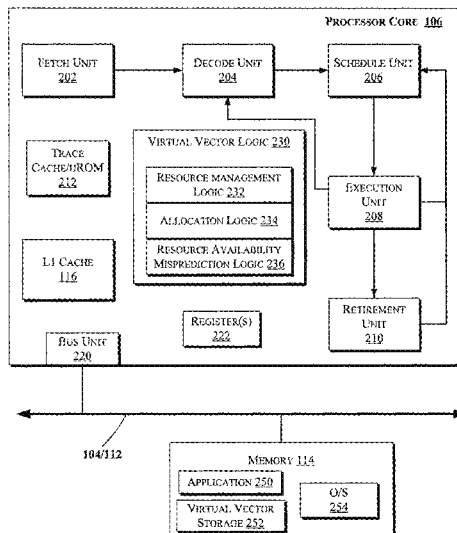 PROCESSOR CORE 106
FETCH UNIT
202
DECODE UNIT
204
SCHEDULE UNIT
206
VIRTUAL VECTOR LOGIC 230
TRACE
CACHE/UROM
212
RESOURCE MANAGEMENT
LOGIC 232
EXECUTION
UNIT
208
ALLOCATION LOGIC 234
RESOURCE AVAILABILITY
MISPREDICTION LOGIC 236
L1 CACHE
116
REGISTER(S)
222
RETIREMENT
UNIT
210
BUS UNIT
220
104/112
MEMORY 114
APPLICATION 250
VIRTUAL VECTOR
STORAGE 252
O/S
254